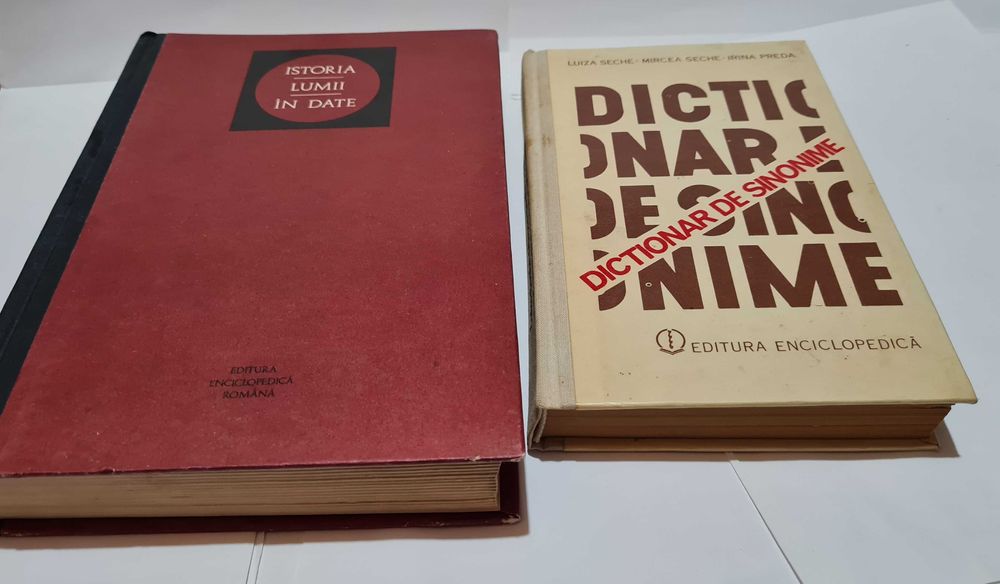 ISTORIA
LUMII
ÎN DATE
EDITURA
ENCICLOPEDICĂ
ROMÂNĂ
LUIZA SECHE · MIRCEA SECHE · IRINA PREDA
DICTIO
ONAR
DE SINO
ONIME
DICTIONAR DE SINONIME
EDITURA ENCICLOPEDICĂ